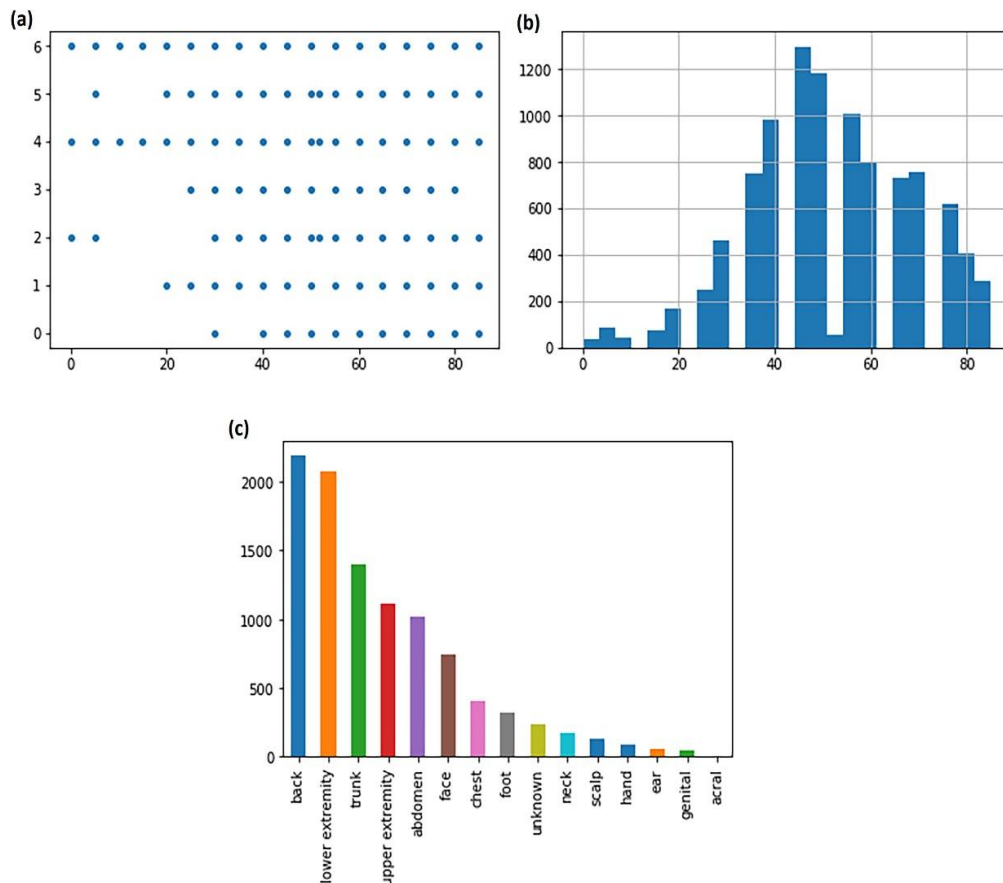 (a)
6
5
4
3
2
1
0
0 20 40 60 80
(b)
1200
1000
800
600
400
200
0
0 20 40 60 80
(c)
2000
1500
1000
500
0
back
lower extremity
trunk
upper extremity
abdomen
face
chest
foot
unknown
neck
scalp
hand
ear
genital
acral